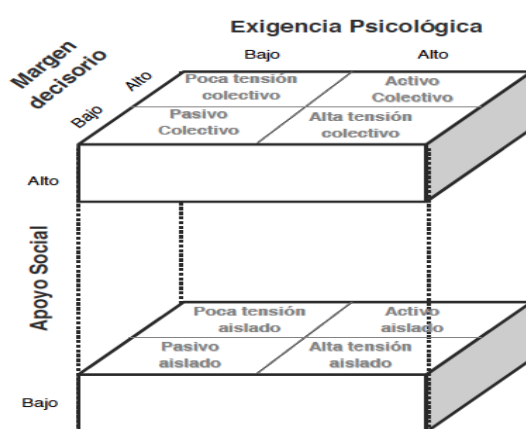 Exigencia Psicológica
Bajo
Alto
Margen
decisorio
Alto
Bajo
Poca tensión
colectivo
Activo
Colectivo
Pasivo
Colectivo
Alta tensión
colectivo
Alto
Apoyo Social
Poca tensión
aislado
Activo
aislado
Pasivo
aislado
Alta tensión
aislado
Bajo